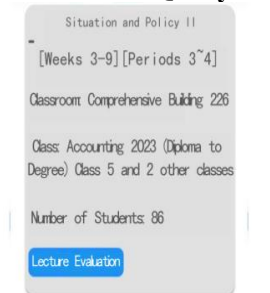 Situation and Policy II
-
[Weeks 3-9][Periods 3~4]
Classroom: Comprehensive Building 226
Class: Accounting 2023 (Diploma to
Degree) Class 5 and 2 other classes
Number of Students: 86
Lecture Evaluation